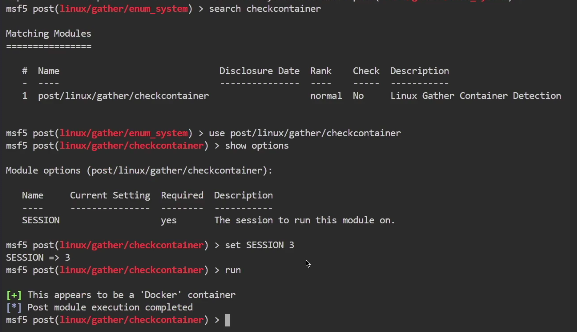 msf5 post(linux/gather/enum_system) > search checkcontainer
Matching Modules
================
#  Name                               Disclosure Date  Rank    Check  Description
-  ----                               ---------------  ----    -----  -----------
1  post/linux/gather/checkcontainer                    normal  No     Linux Gather Container Detection
msf5 post(linux/gather/enum_system) > use post/linux/gather/checkcontainer
msf5 post(linux/gather/checkcontainer) > show options
Module options (post/linux/gather/checkcontainer):
Name     Current Setting  Required  Description
----     ---------------  --------  -----------
SESSION                   yes       The session to run this module on.
msf5 post(linux/gather/checkcontainer) > set SESSION 3
SESSION => 3
msf5 post(linux/gather/checkcontainer) > run
[+] This appears to be a 'Docker' container
[*] Post module execution completed
msf5 post(linux/gather/checkcontainer) >